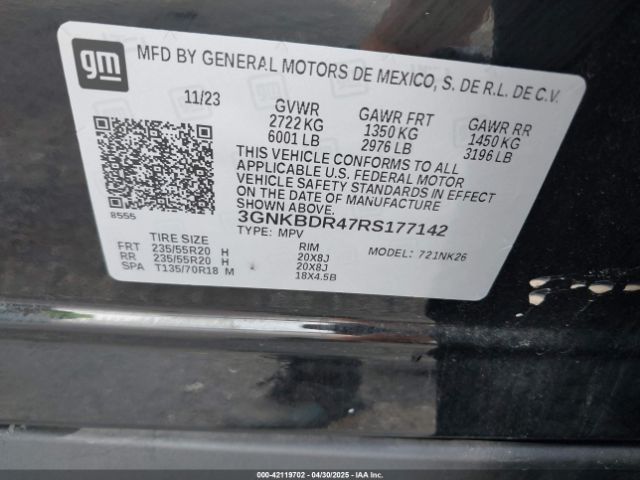 gm
MFD BY GENERAL MOTORS DE MEXICO, S. DE R.L. DE C.V.
11/23 GVWR GAWR FRT GAWR RR
2722 KG 1350 KG 1450 KG
6001 LB 2976 LB 3196 LB
THIS VEHICLE CONFORMS TO ALL
APPLICABLE U.S. FEDERAL MOTOR
VEHICLE SAFETY STANDARDS IN EFFECT
ON THE DATE OF MANUFACTURE
SHOWN ABOVE.
8555
3GNKBDR47RS177142
TYPE: MPV MODEL: 721NK26
TIRE SIZE RIM
FRT 235/55R20 H 20X8J
RR 235/55R20 H 20X8J
SPA T135/70R18 M 18X4.5B
000-42119702 - 04/30/2025 - IAAI.COM